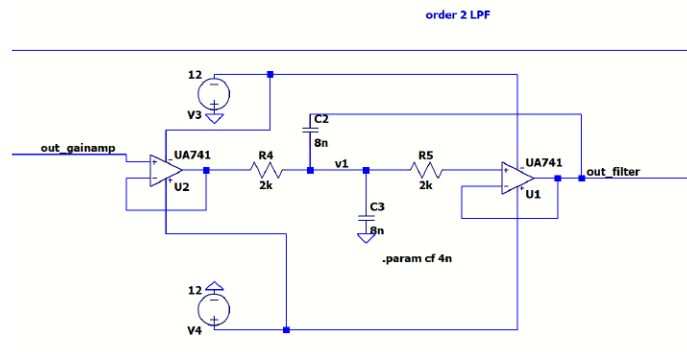 order 2 LPF
12
V3
C2
8n
out_gainamp
UA741
U2
R4
2k
v1
R5
2k
UA741
U1
out_filter
C3
8n
.param cf 4n
12
V4